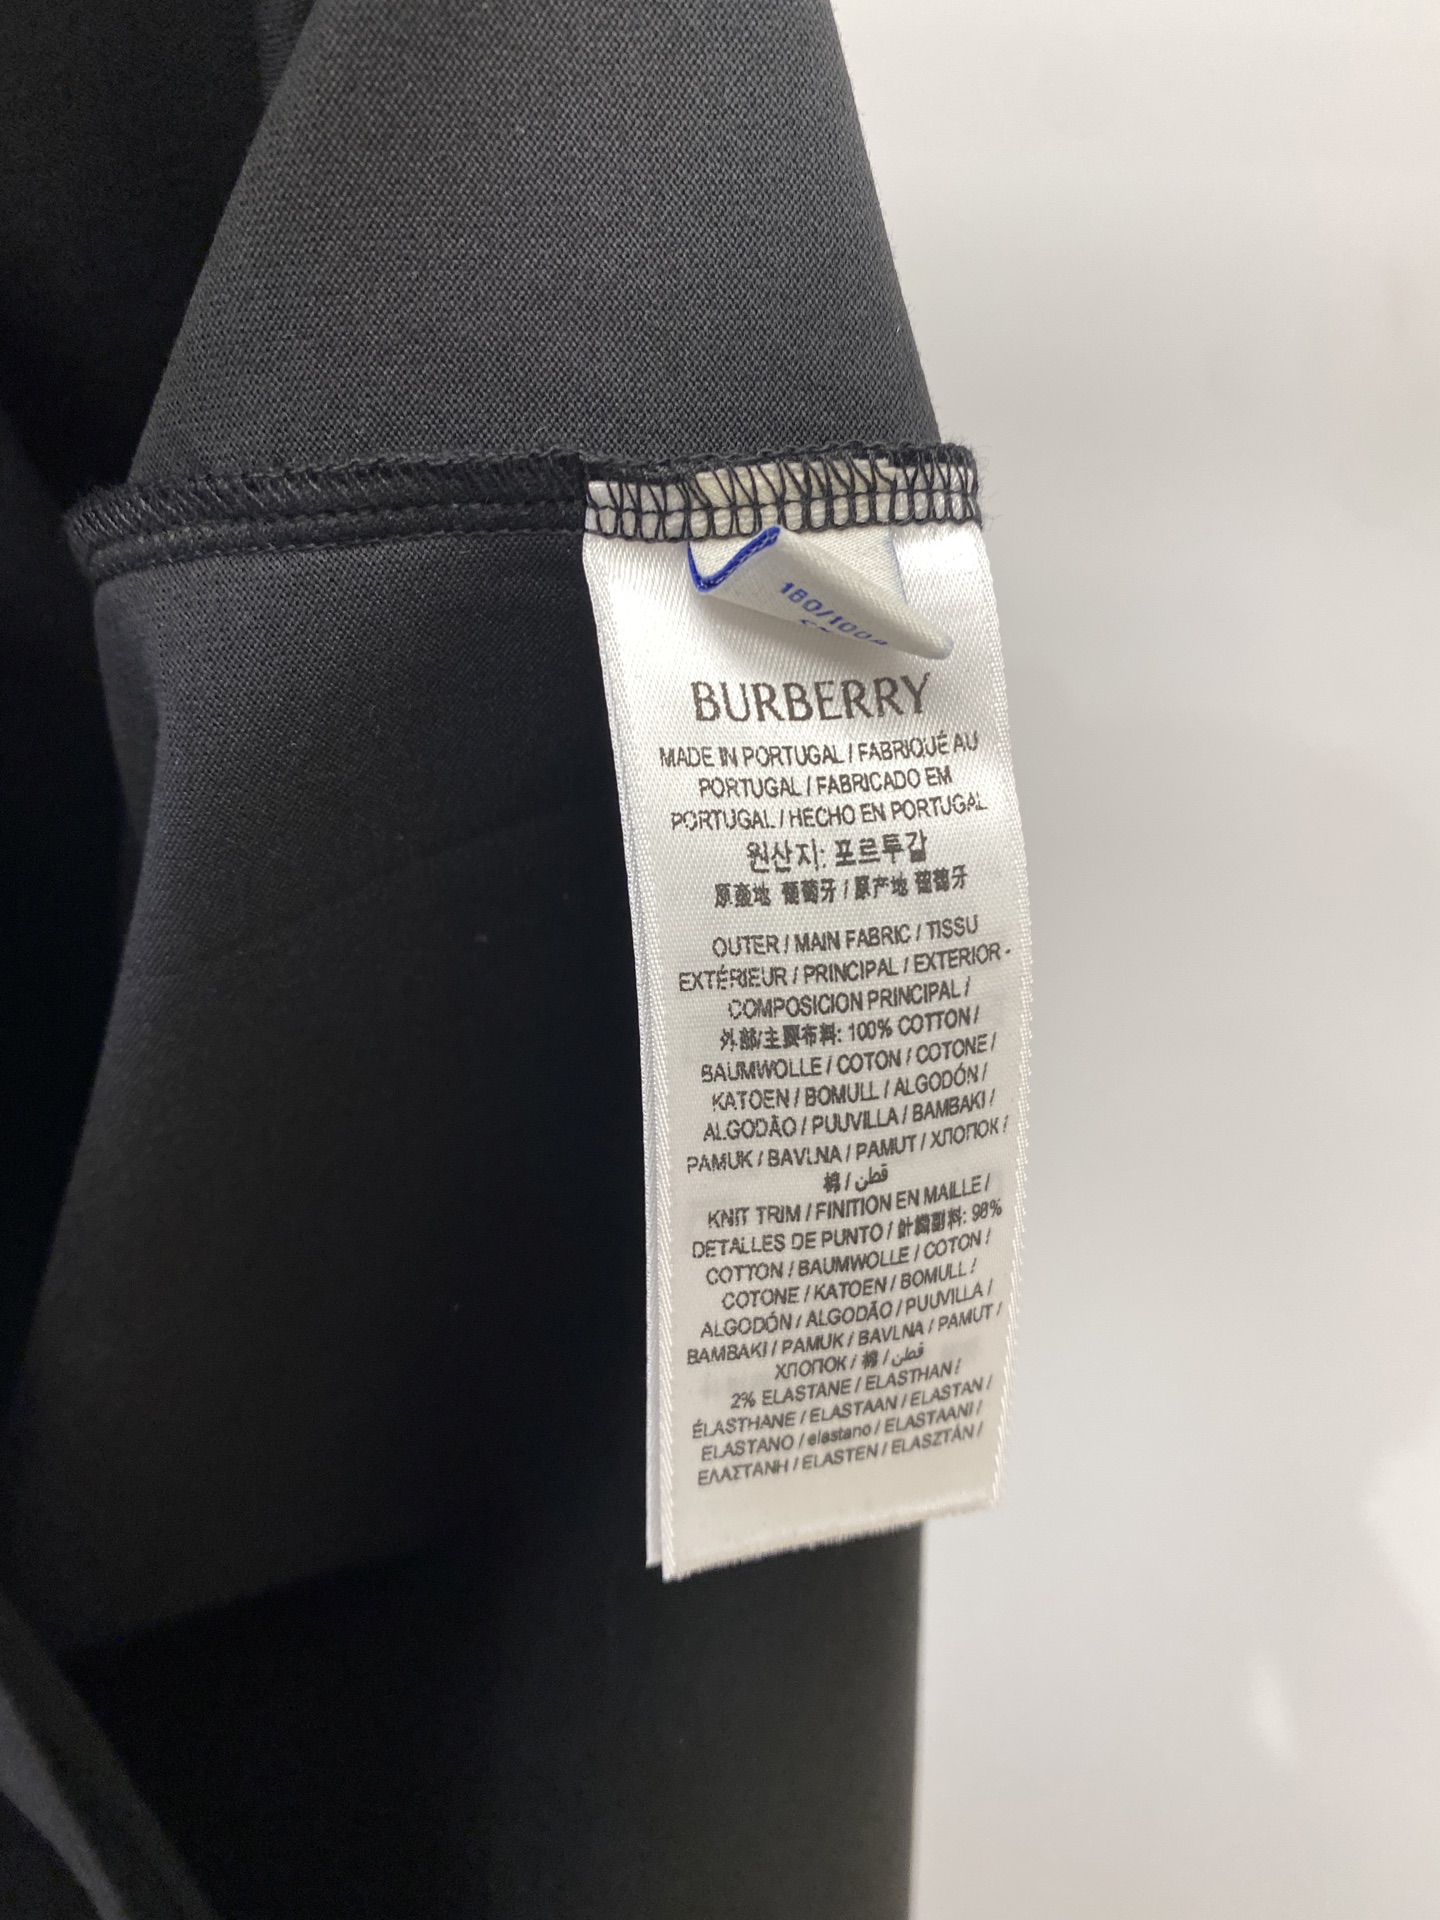 180/100A
BURBERRY
MADE IN PORTUGAL / FABRIQUÉ AU
PORTUGAL / FABRICADO EM
PORTUGAL / HECHO EN PORTUGAL
원산지: 포르투갈
原產地 葡萄牙 / 原产地 葡萄牙
OUTER / MAIN FABRIC / TISSU
EXTÉRIEUR / PRINCIPAL / EXTERIOR -
COMPOSICION PRINCIPAL /
外部/主要布料: 100% COTTON /
BAUMWOLLE / COTON / COTONE /
KATOEN / BOMULL / ALGODÓN /
ALGODÃO / PUUVILLA / BAMBAKI /
PAMUK / BAVLNA / PAMUT / ХЛОПОК /
棉 / قطن
KNIT TRIM / FINITION EN MAILLE /
DETALLES DE PUNTO / 針織副料: 98%
COTTON / BAUMWOLLE / COTON /
COTONE / KATOEN / BOMULL /
ALGODÓN / ALGODÃO / PUUVILLA /
BAMBAKI / PAMUK / BAVLNA / PAMUT /
ХЛОПОК / 棉 / قطن
2% ELASTANE / ELASTHAN /
ÉLASTHANE / ELASTAAN / ELASTAN /
ELASTANO / elastano / ELASTAANI /
ΕΛΑΣΤΑΝΗ / ELASTEN / ELASZTÁN /